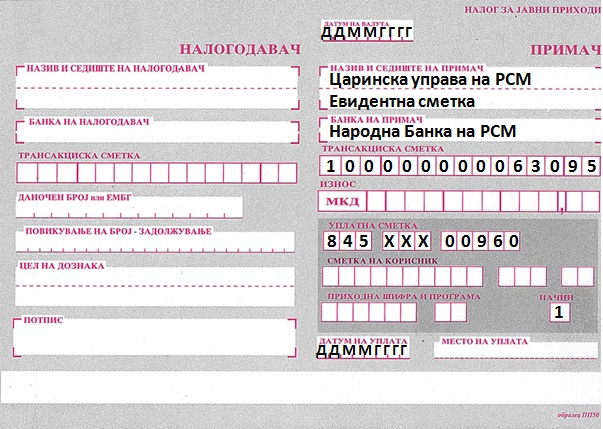 НАЛОГ ЗА ЈАВНИ ПРИХОДИ
ДАТУМ НА ВАЛУТА
ДДММГГГГ
НАЛОГОДАВАЧ
НАЗИВ И СЕДИШТЕ НА НАЛОГОДАВАЧ
БАНКА НА НАЛОГОДАВАЧ
ТРАНСАКЦИСКА СМЕТКА
ДАНОЧЕН БРОЈ или ЕМБГ
ПОВИКУВАЊЕ НА БРОЈ - ЗАДОЛЖУВАЊЕ
ЦЕЛ НА ДОЗНАКА
ПОТПИС
ПРИМАЧ
НАЗИВ И СЕДИШТЕ НА ПРИМАЧ
Царинска управа на РСМ
Евидентна сметка
БАНКА НА ПРИМАЧ
Народна Банка на РСМ
ТРАНСАКЦИСКА СМЕТКА
100000000063095
ИЗНОС
МКД ,
УПЛАТНА СМЕТКА
845 XXX 00960
СМЕТКА НА КОРИСНИК
ПРИХОДНА ШИФРА И ПРОГРАМА
НАЧИН
1
ДАТУМ НА УПЛАТА
ДДММГГГГ
МЕСТО НА УПЛАТА
образец ПП50